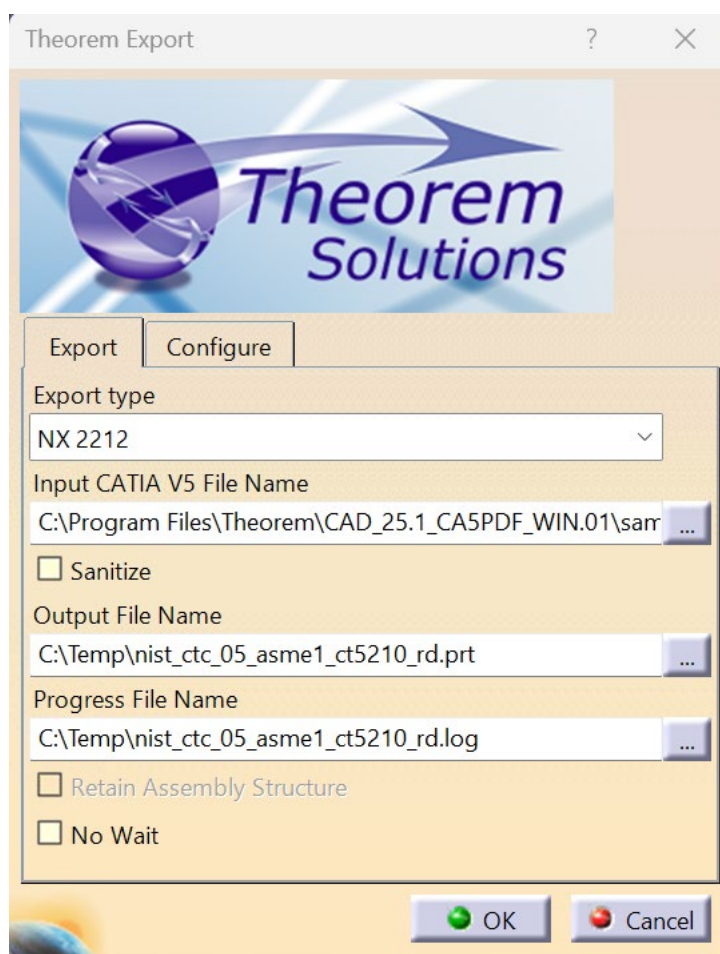 Theorem Export ?
Theorem
Solutions
Export Configure
Export type
NX 2212
Input CATIA V5 File Name
C:\Program Files\Theorem\CAD_25.1_CA5PDF_WIN.01\sam ...
Sanitize
Output File Name
C:\Temp\nist_ctc_05_asme1_ct5210_rd.prt ...
Progress File Name
C:\Temp\nist_ctc_05_asme1_ct5210_rd.log ...
Retain Assembly Structure
No Wait
OK Cancel